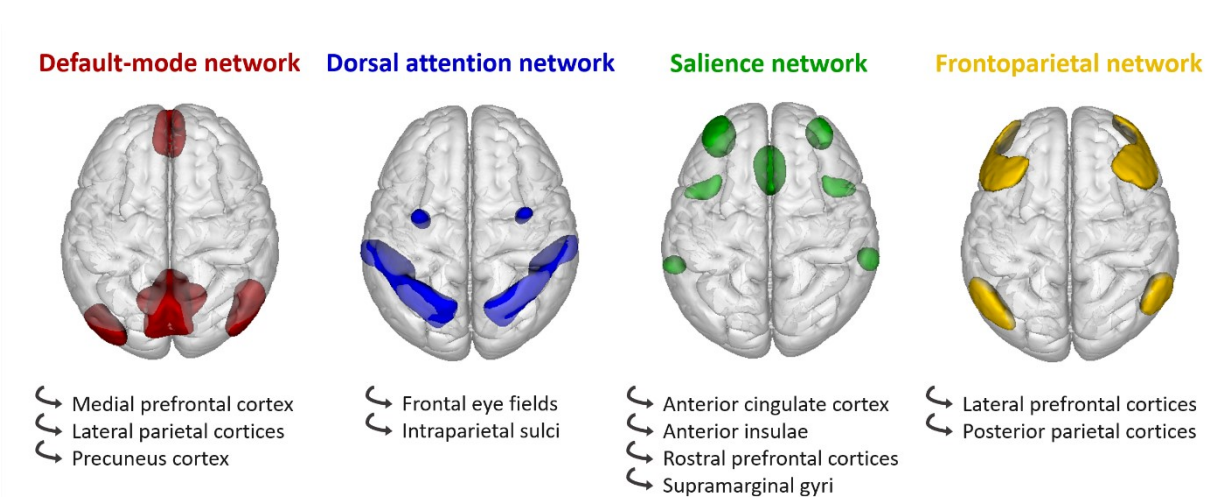 Default-mode network
Dorsal attention network
Salience network
Frontoparietal network
Medial prefrontal cortex
Lateral parietal cortices
Precuneus cortex
Frontal eye fields
Intraparietal sulci
Anterior cingulate cortex
Anterior insulae
Rostral prefrontal cortices
Supramarginal gyri
Lateral prefrontal cortices
Posterior parietal cortices